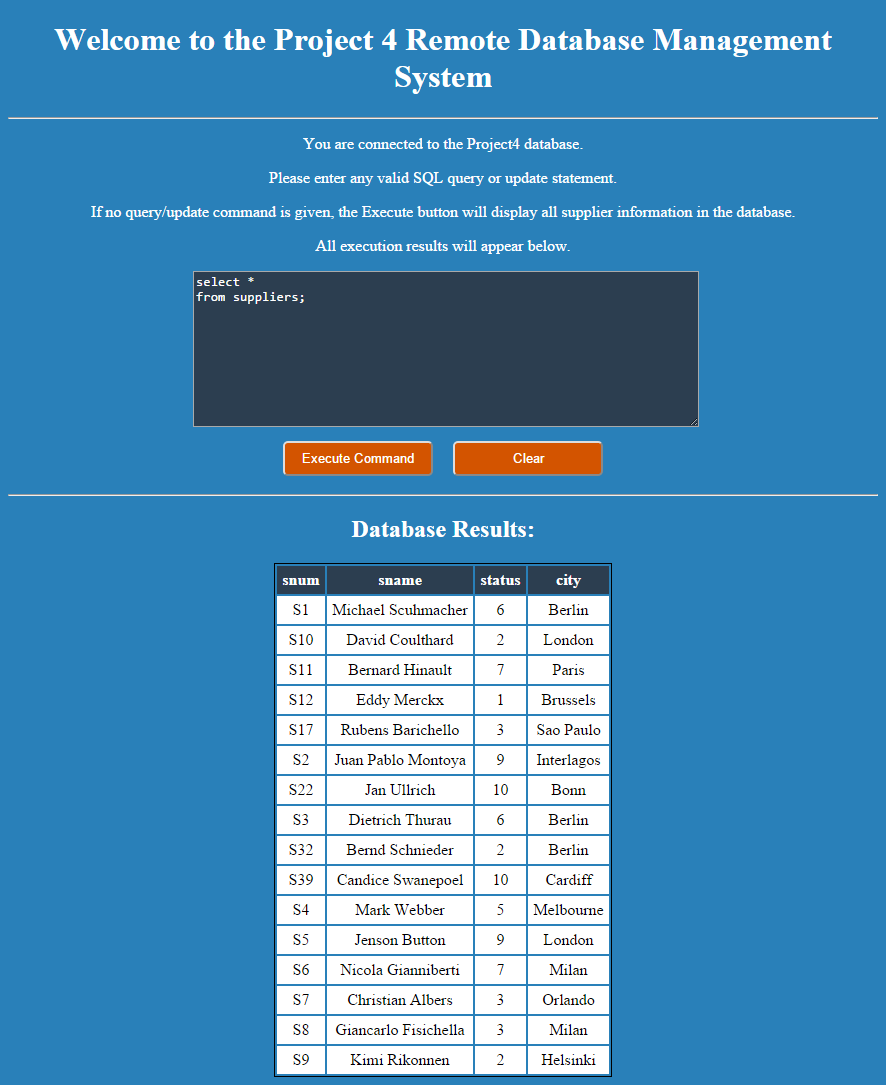 Welcome to the Project 4 Remote Database Management
System
You are connected to the Project4 database.
Please enter any valid SQL query or update statement.
If no query/update command is given, the Execute button will display all supplier information in the database.
All execution results will appear below.
select *
from suppliers;
Execute Command Clear
Database Results:
snum sname status city
S1 Michael Scuhmacher 6 Berlin
S10 David Coulthard 2 London
S11 Bernard Hinault 7 Paris
S12 Eddy Merckx 1 Brussels
S17 Rubens Barichello 3 Sao Paulo
S2 Juan Pablo Montoya 9 Interlagos
S22 Jan Ullrich 10 Bonn
S3 Dietrich Thurau 6 Berlin
S32 Bernd Schnieder 2 Berlin
S39 Candice Swanepoel 10 Cardiff
S4 Mark Webber 5 Melbourne
S5 Jenson Button 9 London
S6 Nicola Gianniberti 7 Milan
S7 Christian Albers 3 Orlando
S8 Giancarlo Fisichella 3 Milan
S9 Kimi Rikonnen 2 Helsinki